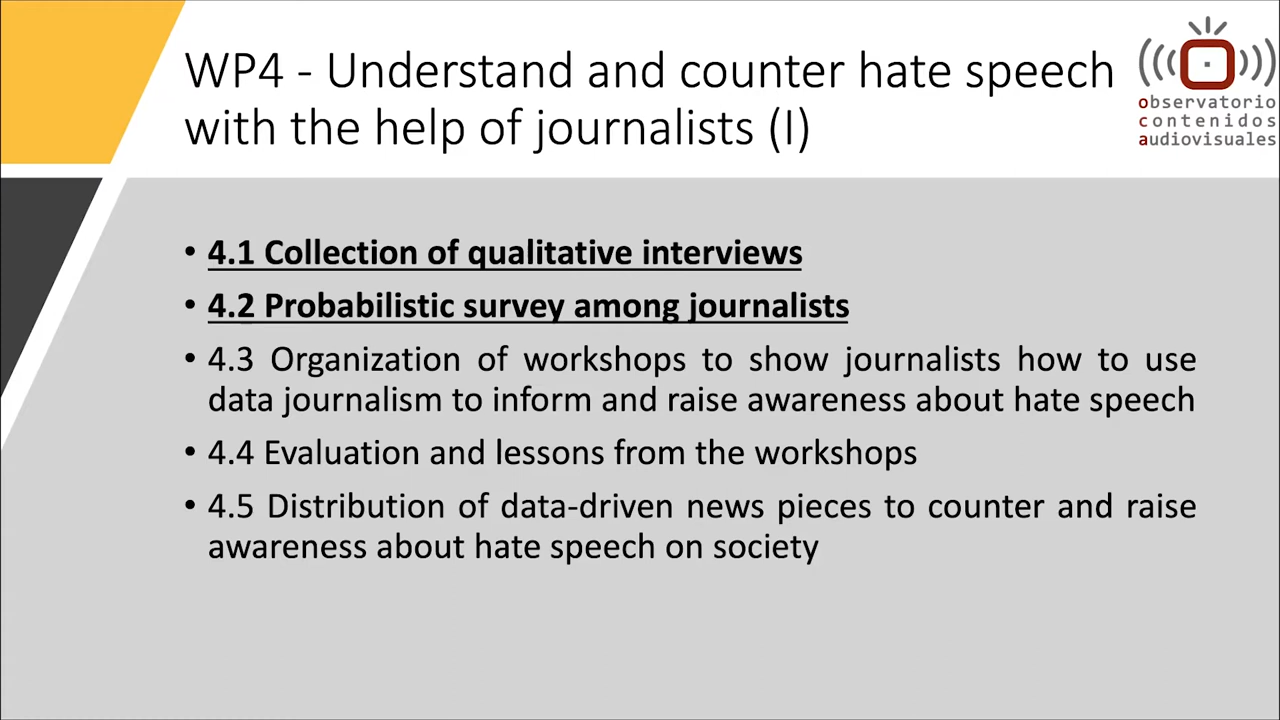 WP4 - Understand and counter hate speech
with the help of journalists (I)
observatorio
contenidos
audiovisuales
• 4.1 Collection of qualitative interviews
• 4.2 Probabilistic survey among journalists
• 4.3 Organization of workshops to show journalists how to use
data journalism to inform and raise awareness about hate speech
• 4.4 Evaluation and lessons from the workshops
• 4.5 Distribution of data-driven news pieces to counter and raise
awareness about hate speech on society